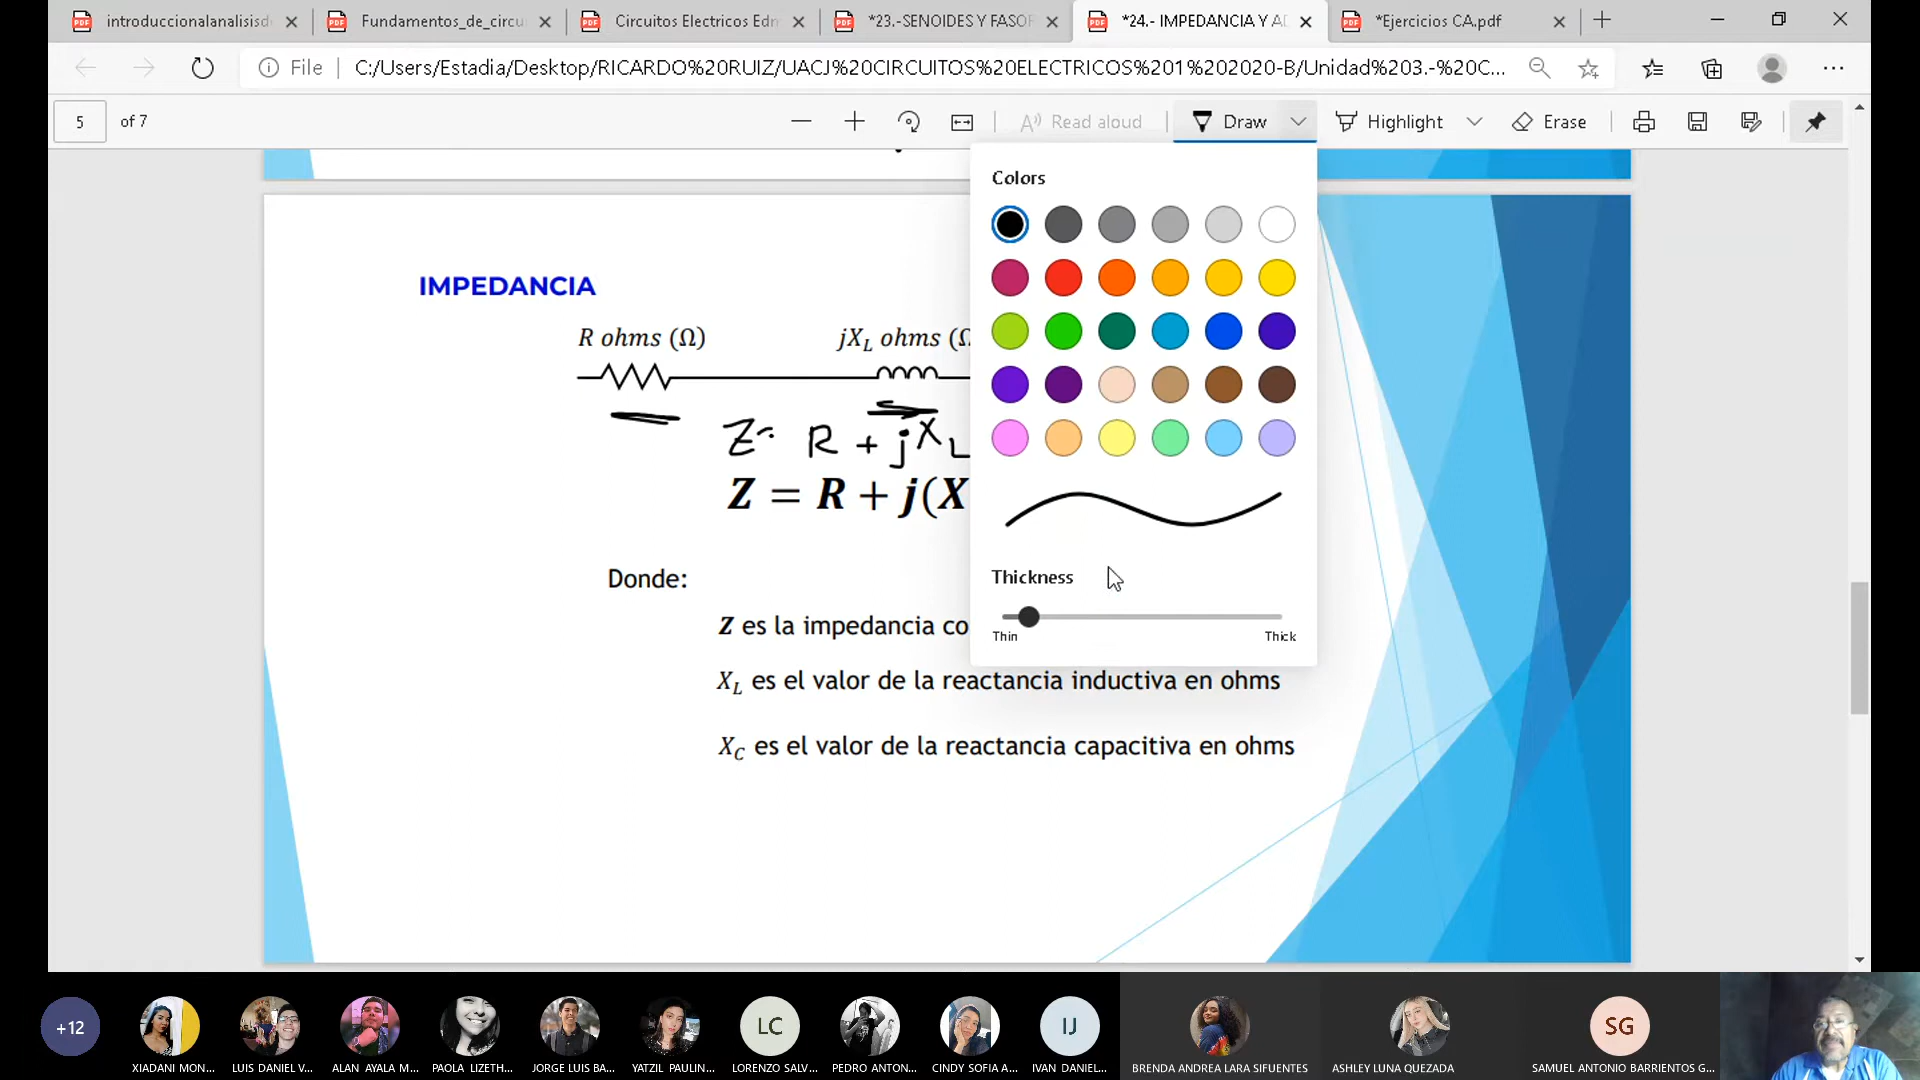 introduccionalanalisisd
Fundamentos_de_circu
Circuitos Electricos Edn
*23.-SENOIDES Y FASOR
*24.- IMPEDANCIA Y AD
*Ejercicios CA.pdf
File
C:/Users/Estadia/Desktop/RICARDO%20RUIZ/UACJ%20CIRCUITOS%20ELECTRICOS%201%202020-B/Unidad%203.-%20C...
5 of 7
Read aloud
Draw
Highlight
Erase
Colors
IMPEDANCIA
R ohms (Ω)
jX_L ohms (Ω
Z= R + jX_L
Z = R + j(X
Thickness
Thin
Thick
Donde:
Z es la impedancia co
X_L es el valor de la reactancia inductiva en ohms
X_C es el valor de la reactancia capacitiva en ohms
+12
LC
IJ
SG
XIADANI MON...
LUIS DANIEL V...
ALAN AYALA M...
PAOLA LIZETH...
JORGE LUIS BA...
YATZIL PAULIN...
LORENZO SALV...
PEDRO ANTON...
CINDY SOFIA A...
IVAN DANIEL...
BRENDA ANDREA LARA SIFUENTES
ASHLEY LUNA QUEZADA
SAMUEL ANTONIO BARRIENTOS G...